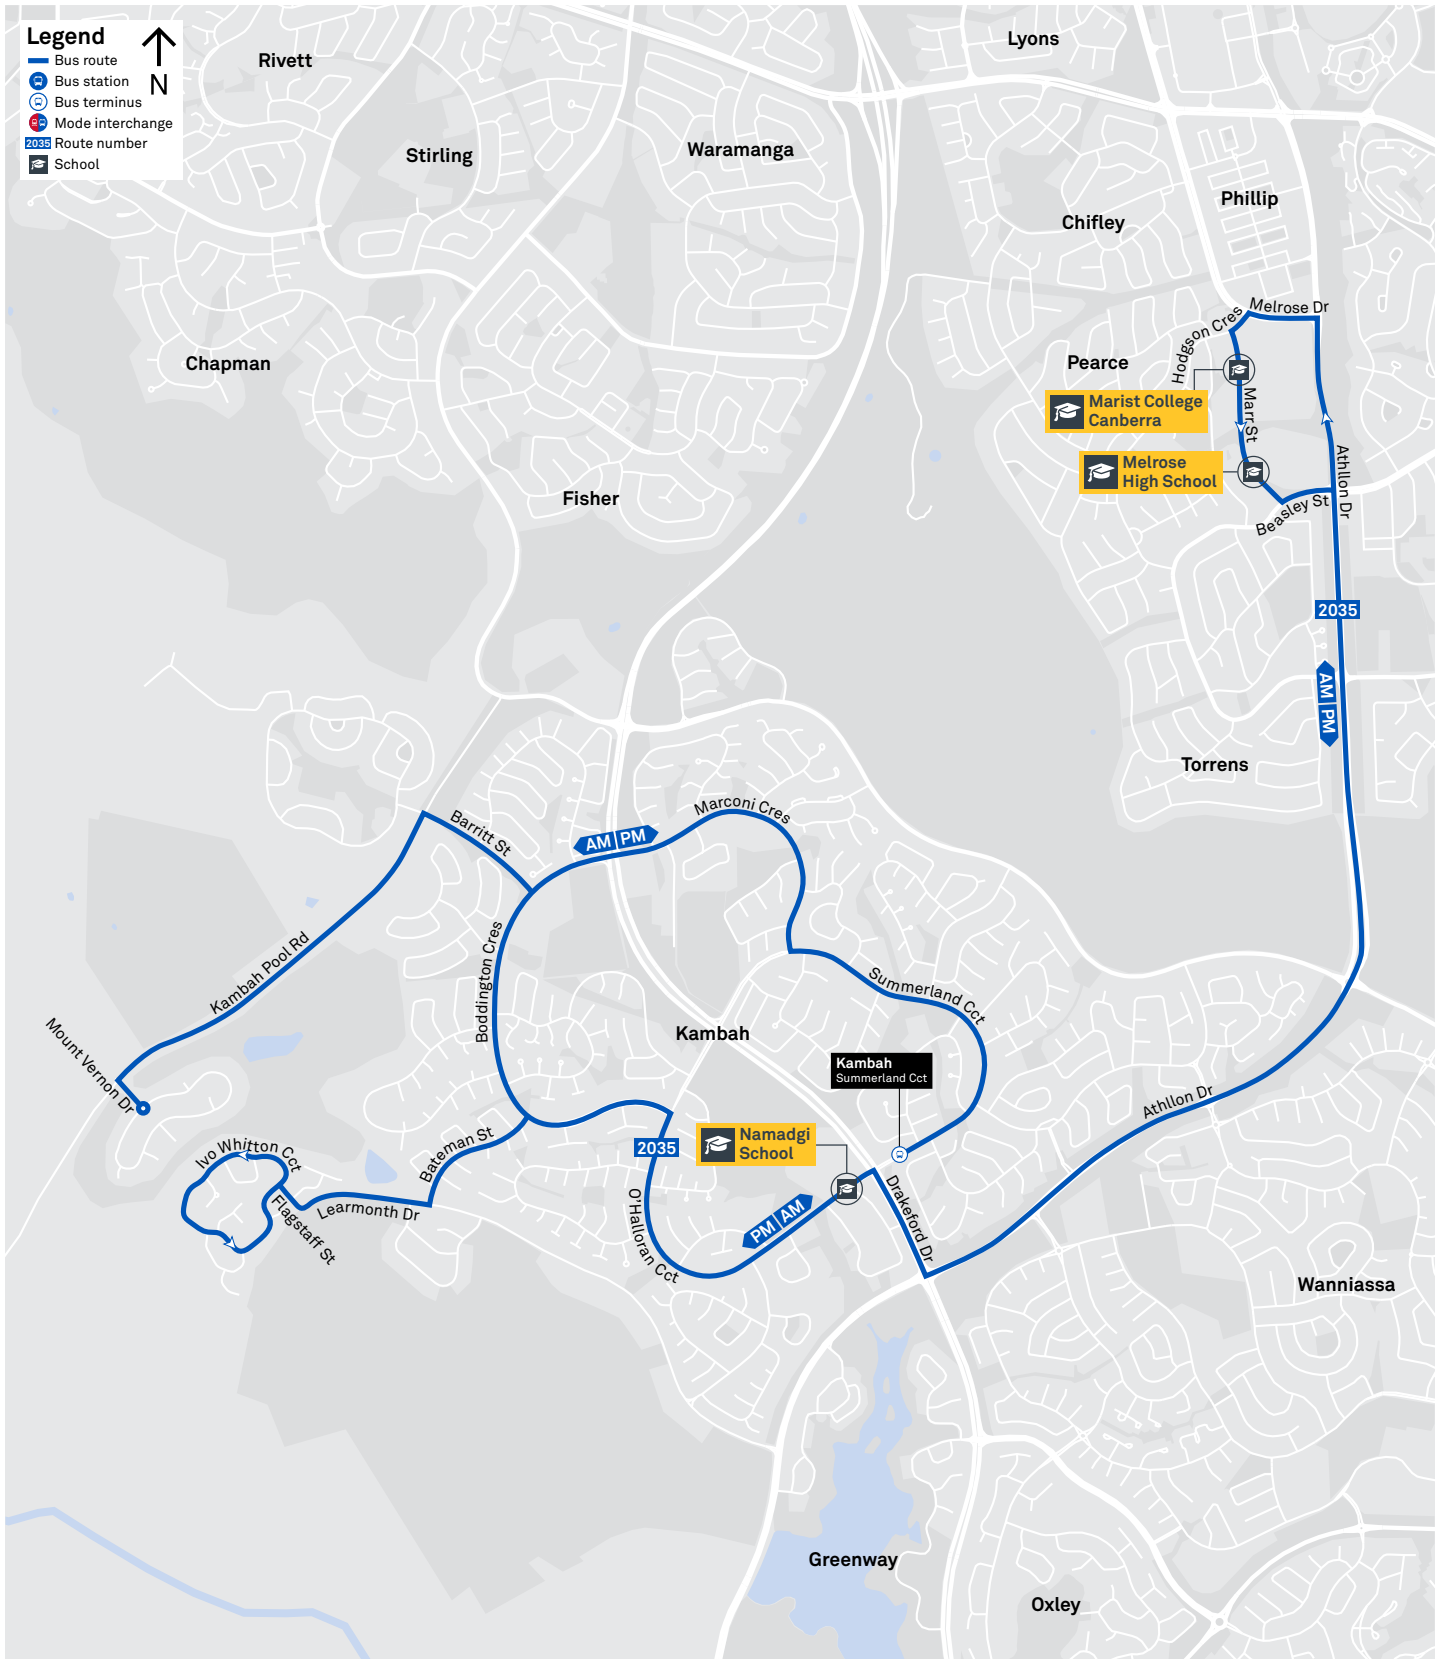 Legend
N
Bus route
Bus station
Bus terminus
Mode interchange
2035 Route number
School
Rivett
Lyons
Stirling
Waramanga
Phillip
Chifley
Melrose Dr
Hodgson Cres
Pearce
Chapman
Marist College
Canberra
Marr St
Melrose
High School
Athllon Dr
Beasley St
Fisher
2035
AM PM
Torrens
Marconi Cres
Barritt St
AM PM
Boddington Cres
Kambah Pool Rd
Summerland Cct
Kambah
Mount Vernon Dr
Kambah
Summerland Cct
Athllon Dr
Namadgi
School
2035
Bateman St
Ivo Whitton Cct
Flagstaff St
Learmonth Dr
O'Halloran Cct
PM AM
Drakeford Dr
Wanniassa
Greenway
Oxley